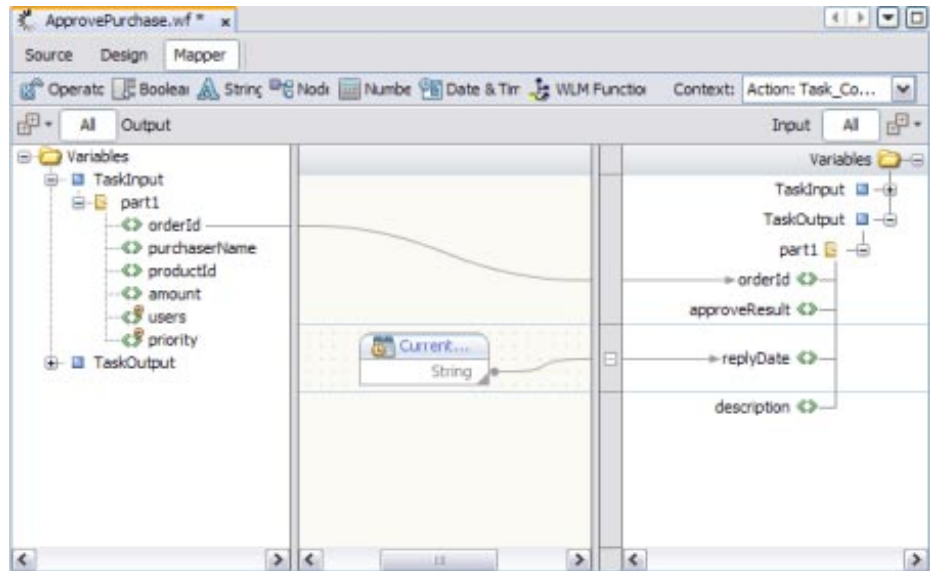 ApprovePurchase.wf * x
Source Design Mapper
Operatc Boolear String Node Numbe Date & Tim WLM Function Context: Action: Task_Co...
All Output Input All
Variables
TaskInput
part1
orderId
purchaserName
productId
amount
users
priority
TaskOutput
Current...
String
Variables
TaskInput
TaskOutput
part1
orderId
approveResult
replyDate
description